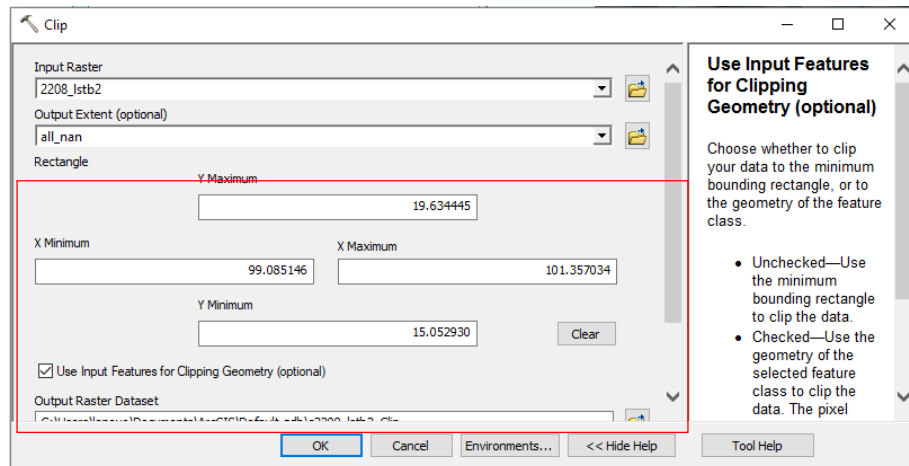 Clip
Input Raster
2208_lstb2
Output Extent (optional)
all_nan
Rectangle
Y Maximum
19.634445
X Minimum
X Maximum
99.085146
101.357034
Y Minimum
15.052930
Clear
Use Input Features for Clipping Geometry (optional)
Output Raster Dataset
OK
Cancel
Environments...
<< Hide Help
Tool Help
Use Input Features
for Clipping
Geometry (optional)
Choose whether to clip
your data to the minimum
bounding rectangle, or to
the geometry of the feature
class.
• Unchecked—Use
the minimum
bounding rectangle
to clip the data.
• Checked—Use the
geometry of the
selected feature
class to clip the
data. The pixel